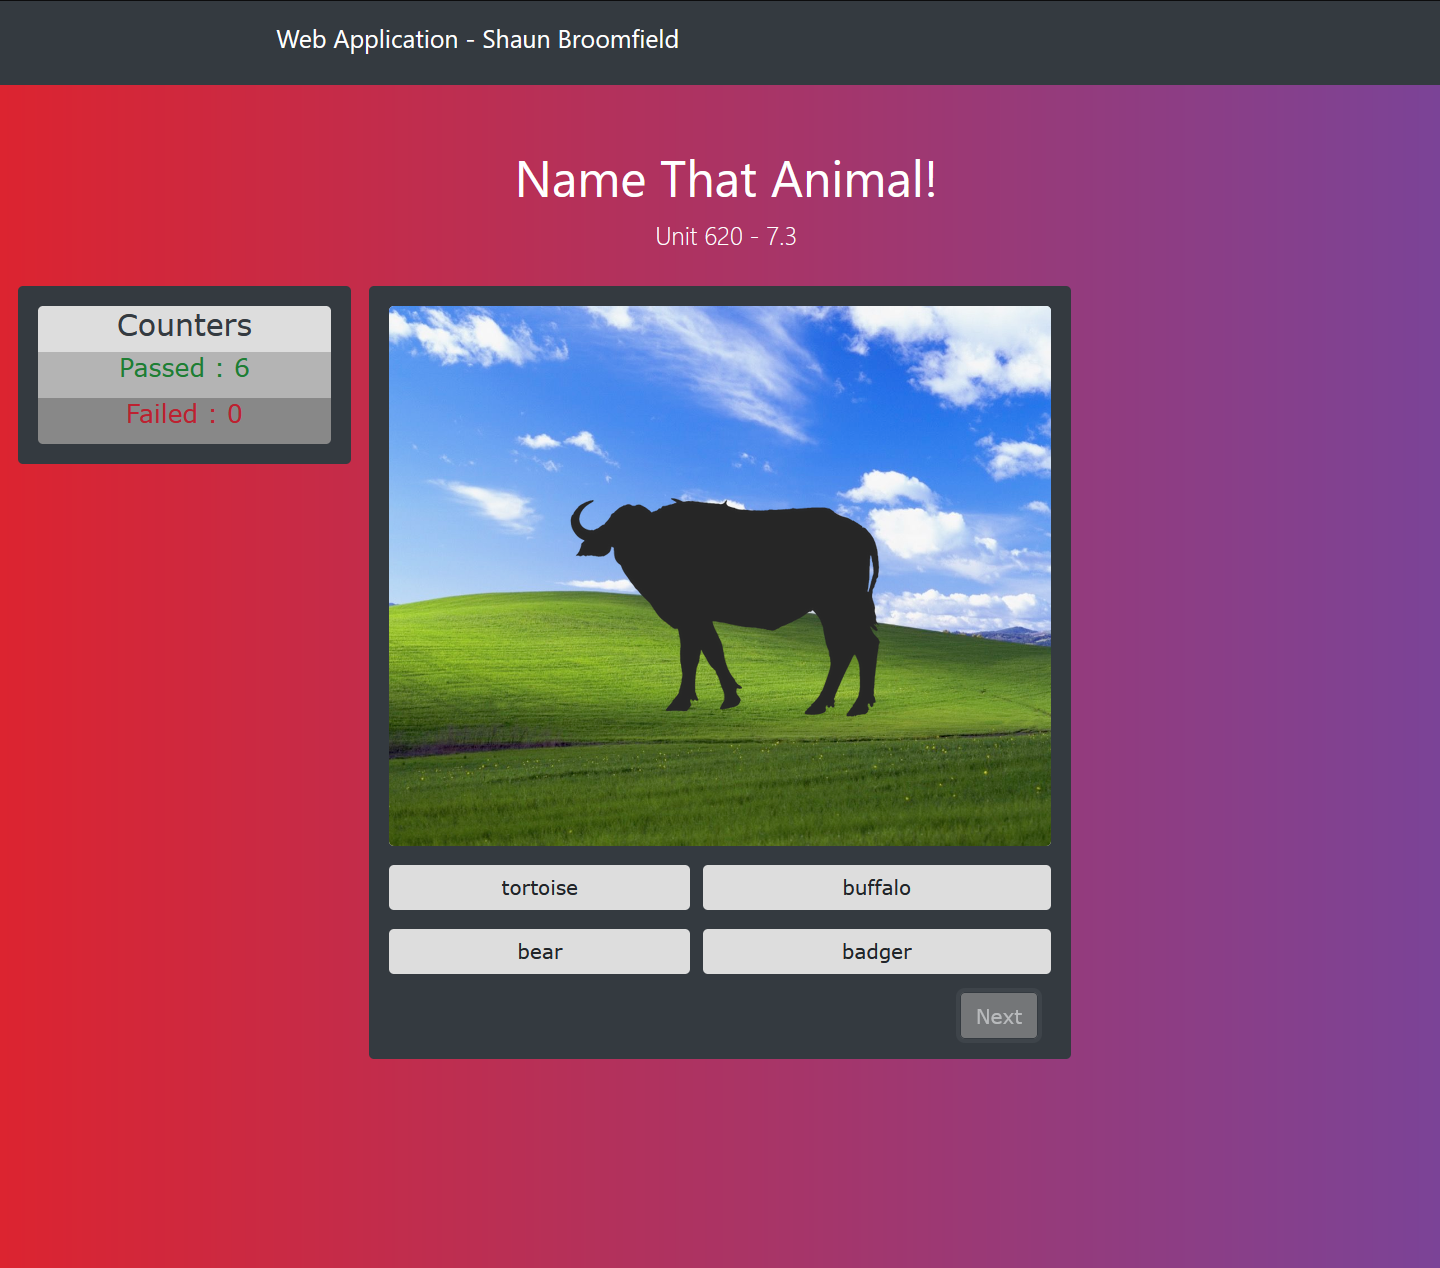 Web Application - Shaun Broomfield
Name That Animal!
Unit 620 - 7.3
Counters
Passed : 6
Failed : 0
tortoise
buffalo
bear
badger
Next